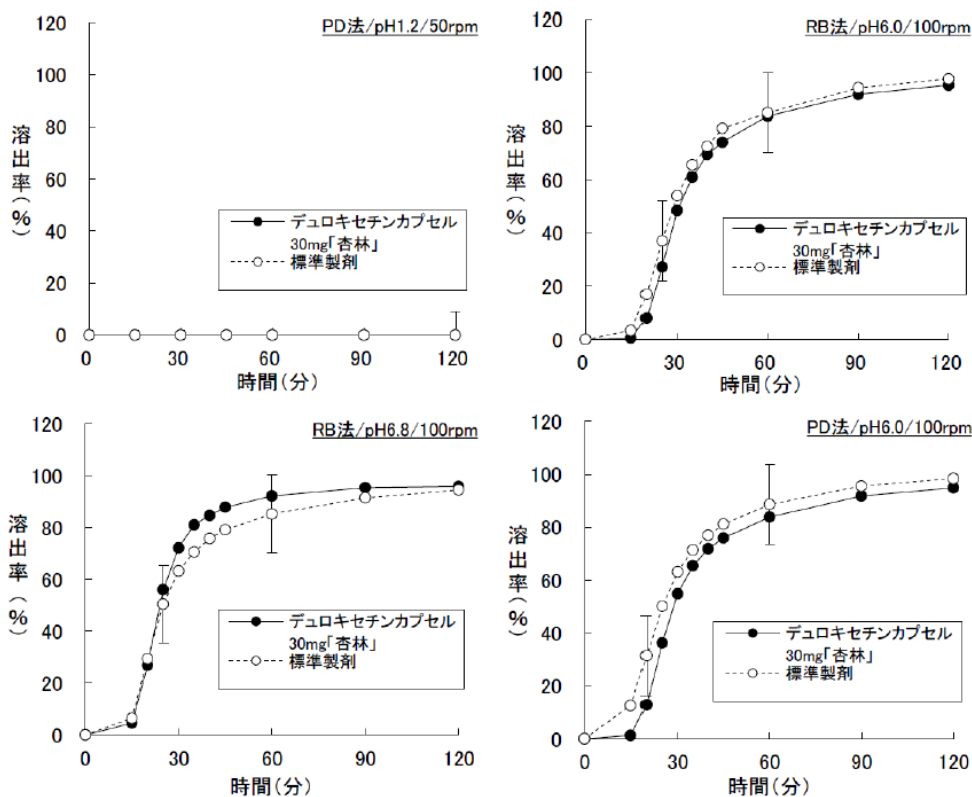 PD法/pH1.2/50rpm
120
100
80
60
40
20
0
溶出率(%)
デュロキセチンカプセル
30mg「杏林」
標準製剤
0 30 60 90 120
時間(分)
RB法/pH6.0/100rpm
120
100
80
60
40
20
0
溶出率(%)
デュロキセチンカプセル
30mg「杏林」
標準製剤
0 30 60 90 120
時間(分)
RB法/pH6.8/100rpm
120
100
80
60
40
20
0
溶出率(%)
デュロキセチンカプセル
30mg「杏林」
標準製剤
0 30 60 90 120
時間(分)
PD法/pH6.0/100rpm
120
100
80
60
40
20
0
溶出率(%)
デュロキセチンカプセル
30mg「杏林」
標準製剤
0 30 60 90 120
時間(分)